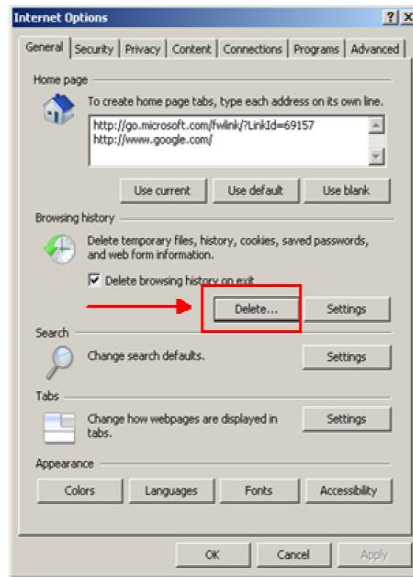 Internet Options
General Security Privacy Content Connections Programs Advanced
Home page
To create home page tabs, type each address on its own line.
http://go.microsoft.com/fwlink/?LinkId=69157
http://www.google.com/
Use current Use default Use blank
Browsing history
Delete temporary files, history, cookies, saved passwords,
and web form information.
Delete browsing history on exit
Delete... Settings
Search
Change search defaults. Settings
Tabs
Change how webpages are displayed in
tabs.
Settings
Appearance
Colors Languages Fonts Accessibility
OK Cancel Apply